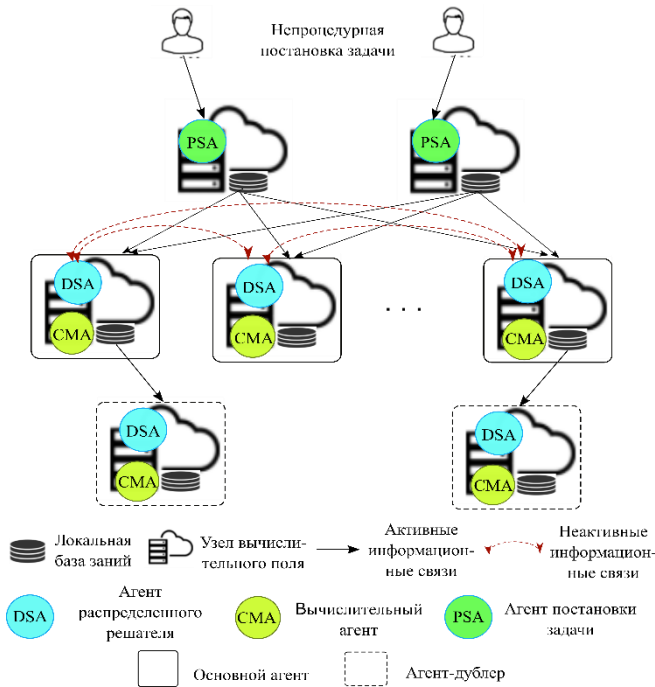 Непроцедурная
постановка задачи
PSA
PSA
DSA
DSA
DSA
CMA
CMA
CMA
. . .
DSA
DSA
CMA
CMA
Локальная
база заний
Узел вычисли-
тельного поля
Активные
информацион-
ные связи
Неактивные
информацион-
ные связи
DSA
Агент
распределенного
решателя
CMA
Вычислительный
агент
PSA
Агент постановки
задачи
Основной агент
Агент-дублер